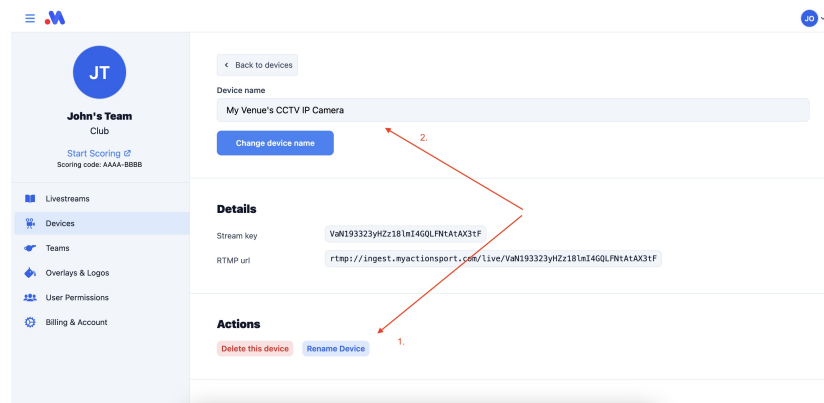 JO
JT
John's Team
Club
Start Scoring
Scoring code: AAAA-BBBB
Livestreams
Devices
Teams
Overlays & Logos
User Permissions
Billing & Account
Back to devices
Device name
My Venue's CCTV IP Camera
Change device name
2.
Details
Stream key VaN193323yHZz18lmI4GQLFNtAtAX3tF
RTMP url rtmp://ingest.myactionsport.com/live/VaN193323yHZz18lmI4GQLFNtAtAX3tF
Actions
1.
Delete this device Rename Device